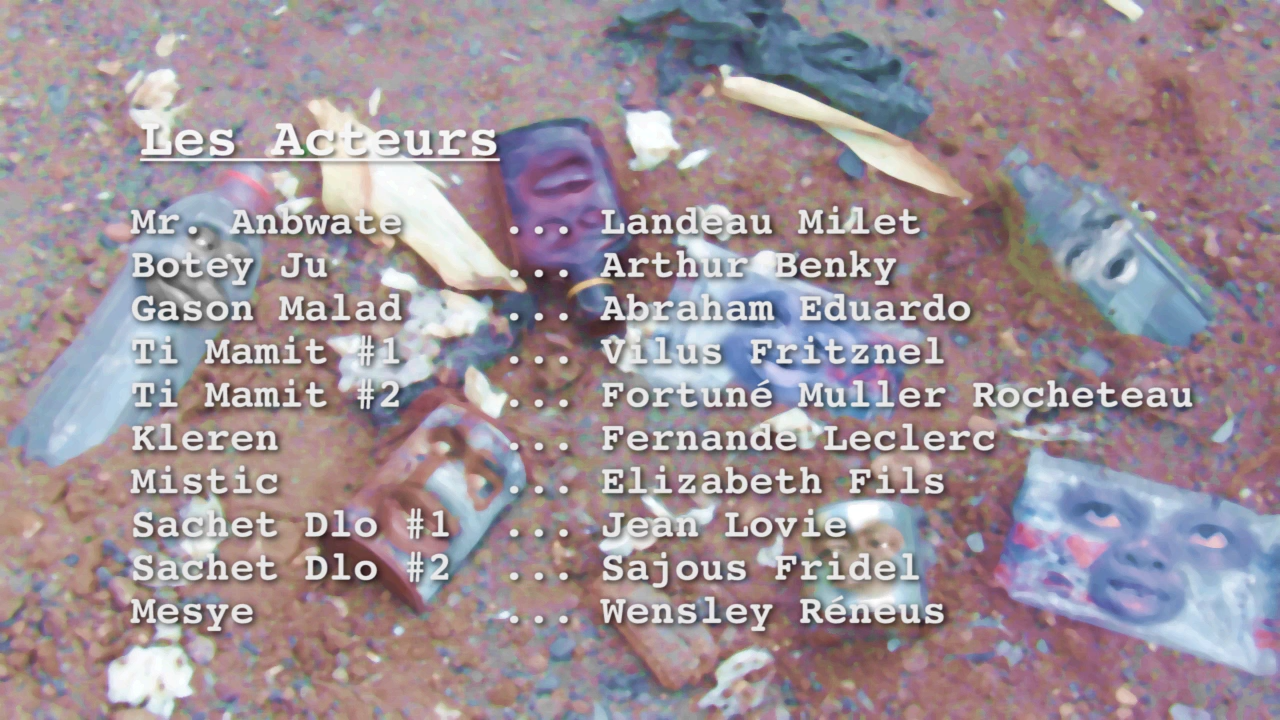 Les Acteurs
Mr. Anbwate ... Landeau Milet
Botey Ju ... Arthur Benky
Gason Malad ... Abraham Eduardo
Ti Mamit #1 ... Vilus Fritznel
Ti Mamit #2 ... Fortuné Muller Rocheteau
Kleren ... Fernande Leclerc
Mistic ... Elizabeth Fils
Sachet Dlo #1 ... Jean Lovie
Sachet Dlo #2 ... Sajous Fridel
Mesye ... Wensley Réneus